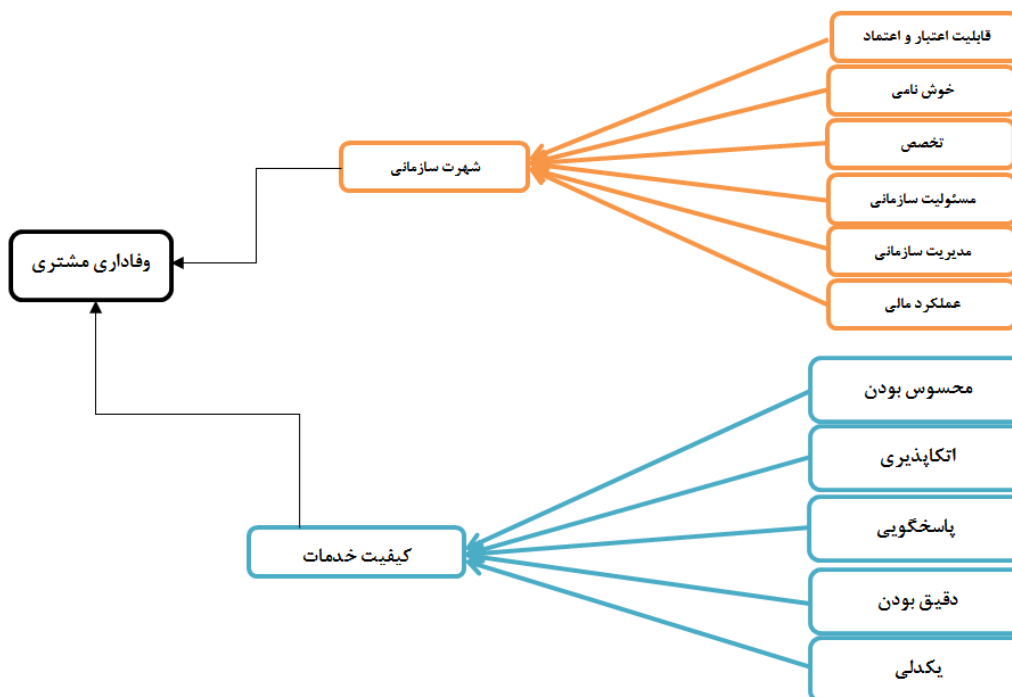 قابلیت اعتبار و اعتماد
خوش نامی
تخصص
شهرت سازمانی
مسئولیت سازمانی
مدیریت سازمانی
وفاداری مشتری
عملکرد مالی
محسوس بودن
اتکاپذیری
پاسخگویی
کیفیت خدمات
دقیق بودن
یکدلی